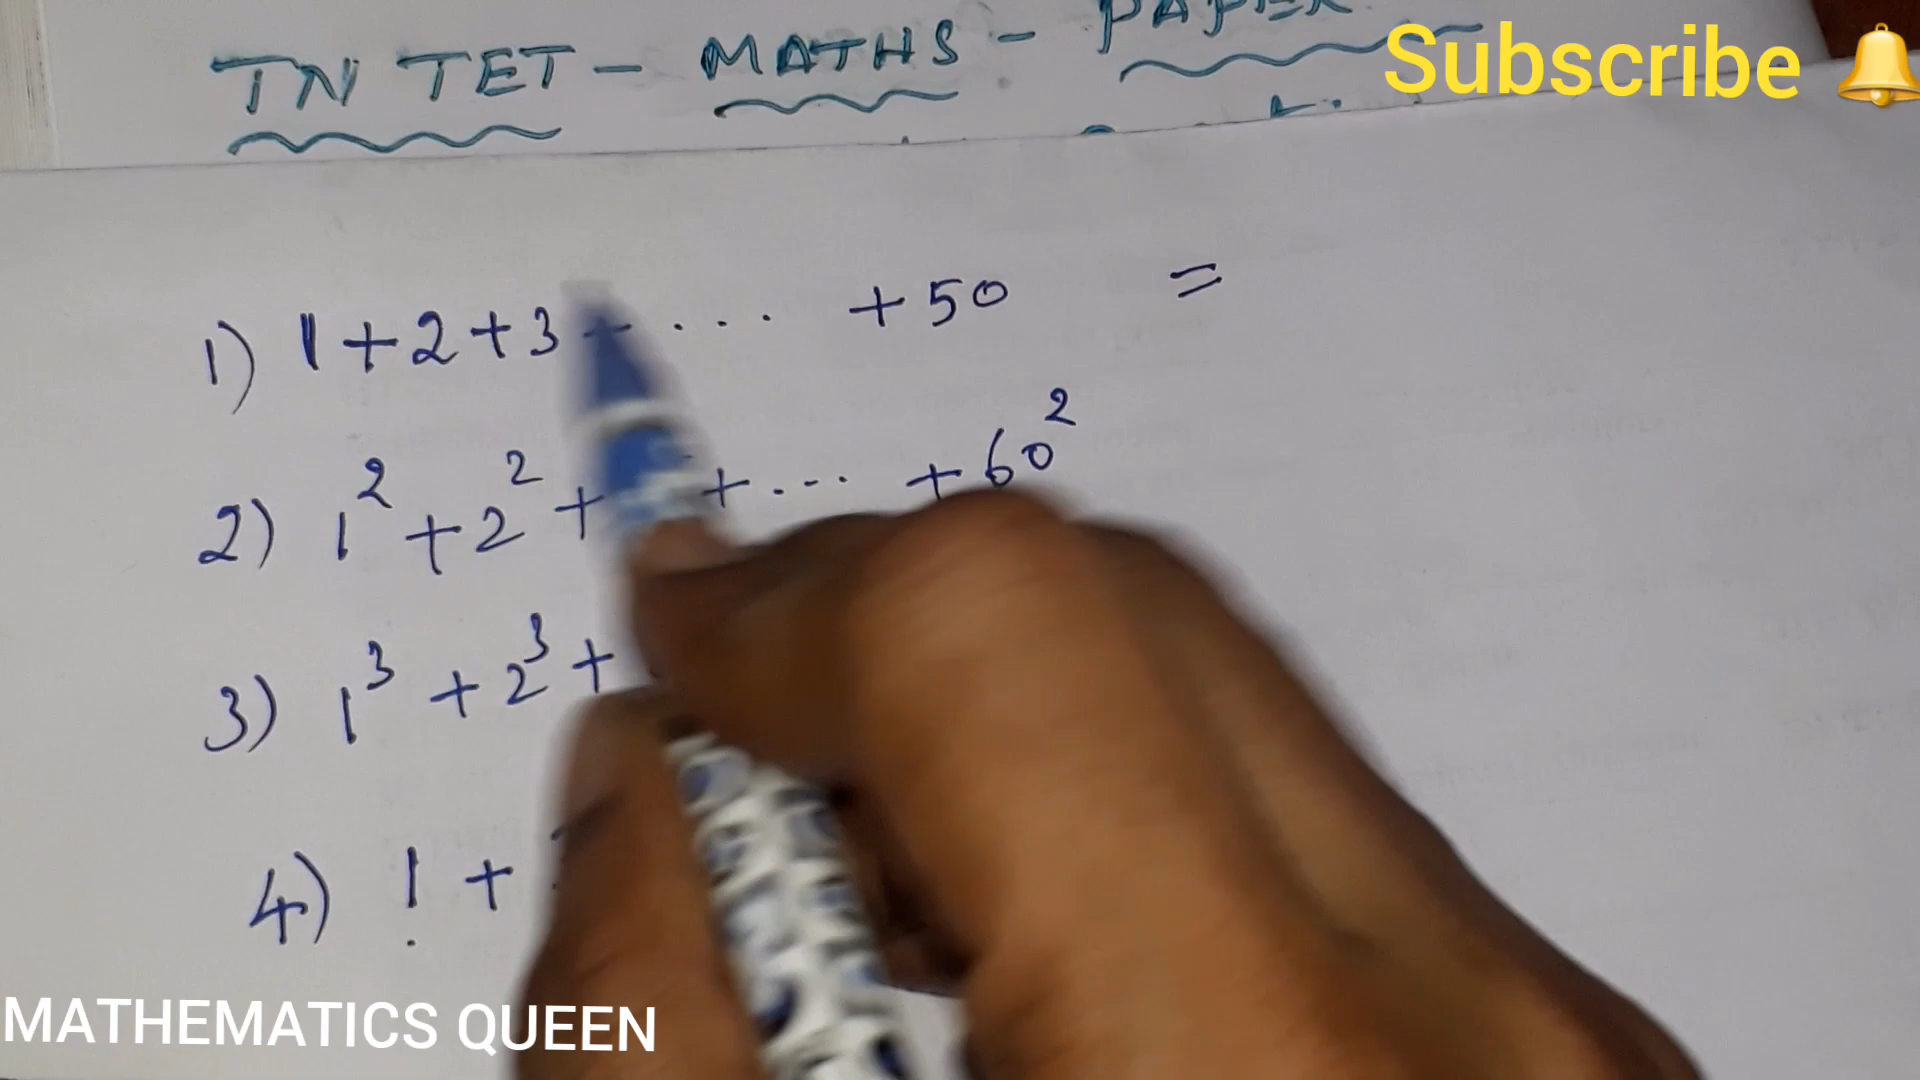 TN TET - MATHS - PAPER
Subscribe 🔔
1) 1 + 2 + 3 + .... + 50 =
2) 1² + 2² + + ... + 60²
3) 1³ + 2³ +
4) 1 +
MATHEMATICS QUEEN